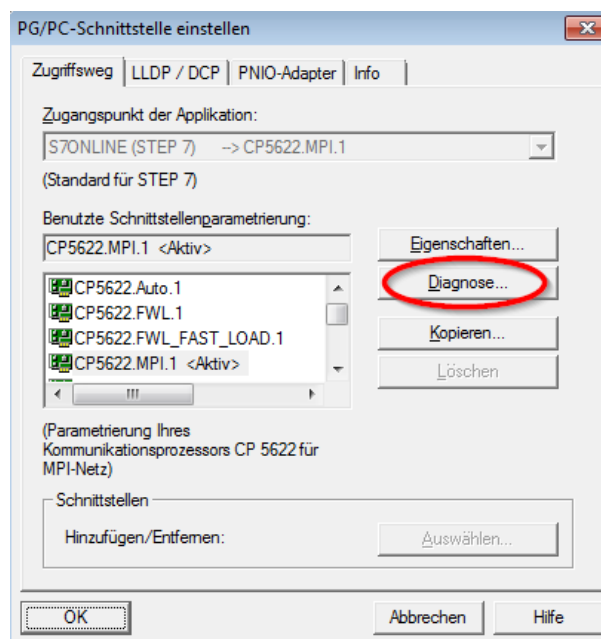 PG/PC-Schnittstelle einstellen
Zugriffsweg LLDP / DCP PNIO-Adapter Info
Zugangspunkt der Applikation:
S7ONLINE (STEP 7) --> CP5622.MPI.1
(Standard für STEP 7)
Benutzte Schnittstellenparametrierung:
CP5622.MPI.1 <Aktiv>
Eigenschaften...
CP5622.Auto.1
Diagnose...
CP5622.FWL.1
CP5622.FWL_FAST_LOAD.1
Kopieren...
CP5622.MPI.1 <Aktiv>
Löschen
(Parametrierung Ihres
Kommunikationsprozessors CP 5622 für
MPI-Netz)
Schnittstellen
Hinzufügen/Entfernen:
Auswählen...
OK
Abbrechen
Hilfe